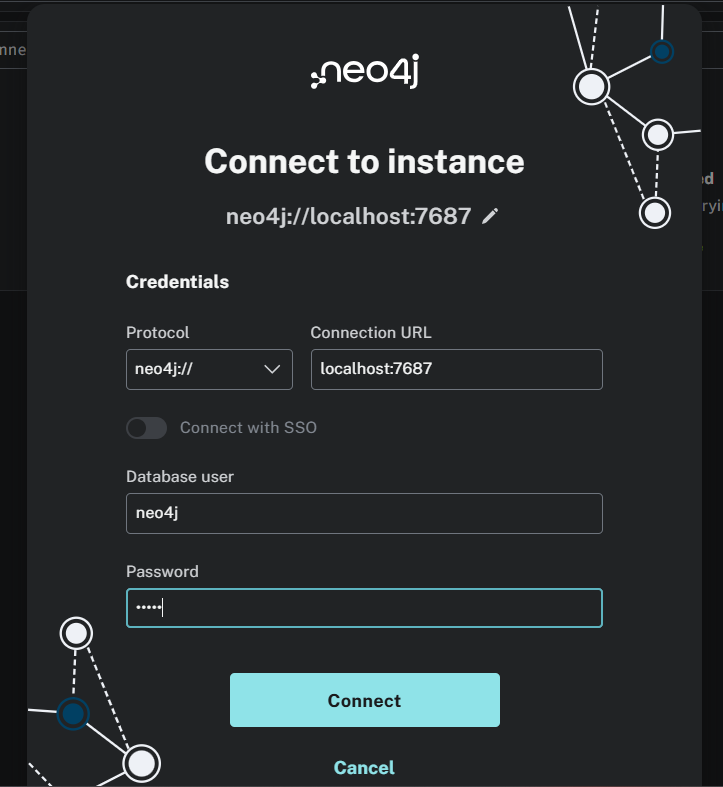 nne
neo4j
Connect to instance
neo4j://localhost:7687
Credentials
Protocol
Connection URL
neo4j://
localhost:7687
Connect with SSO
Database user
neo4j
Password
•••••
Connect
Cancel